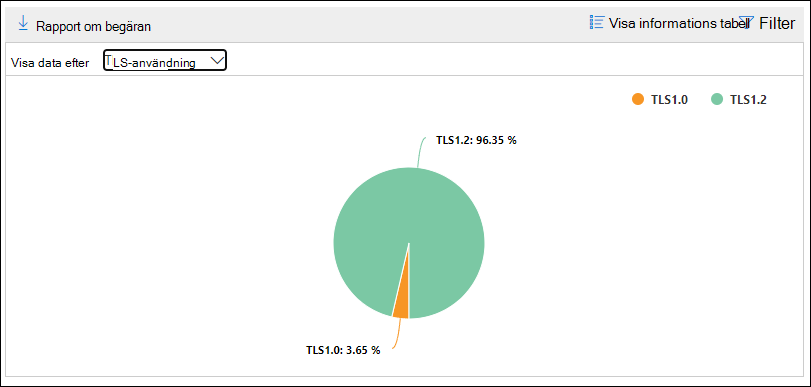 Rapport om begäran
Visa informations tabell
Filter
Visa data efter
TLS-användning
TLS1.0
TLS1.2
TLS1.2: 96.35 %
TLS1.0: 3.65 %